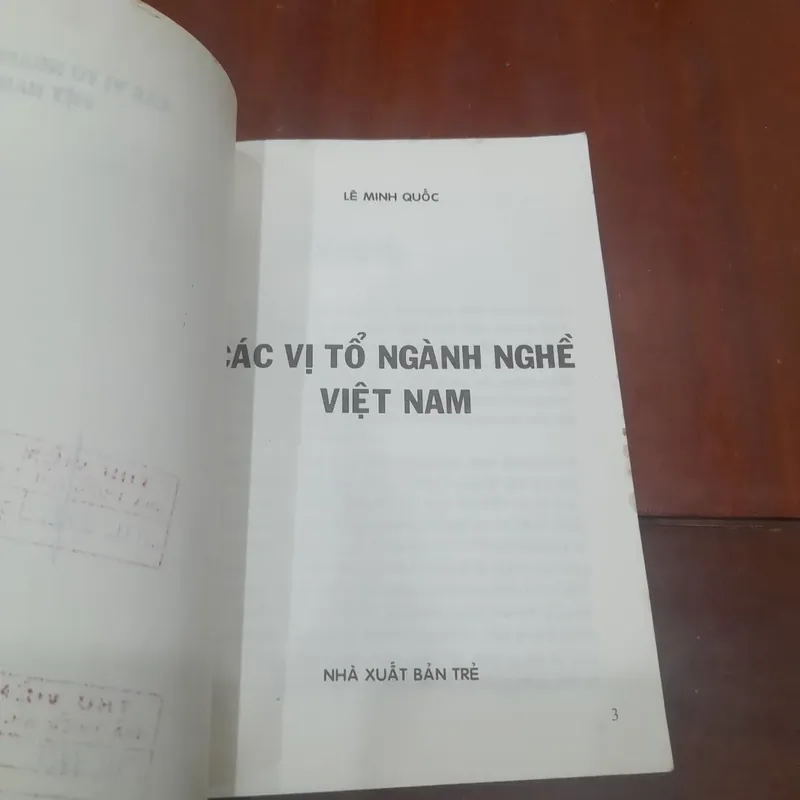 LÊ MINH QUỐC
CÁC VỊ TỔ NGÀNH NGHỀ
VIỆT NAM
NHÀ XUẤT BẢN TRẺ
3